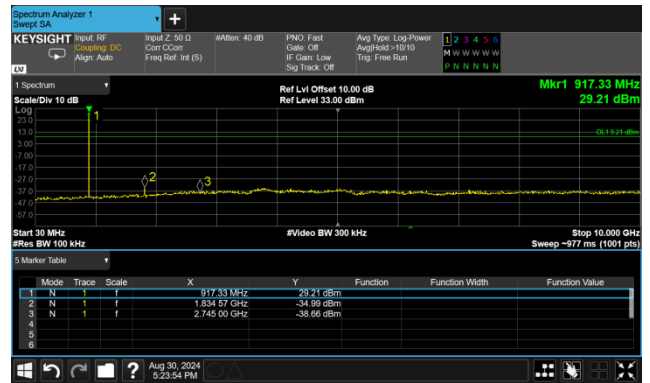 Spectrum Analyzer 1
Swept SA
+
KEYSIGHT Input: RF Input Z: 50 Ω #Atten: 40 dB PNO: Fast Avg Type: Log-Power 1 2 3 4 5 6
Coupling: DC Corr CCorr Gate: Off Avg|Hold:>10/10 M W W W W W
Align: Auto Freq Ref: Int (S) IF Gain: Low Trig: Free Run
Sig Track: Off P N N N N N
LXI
1 Spectrum Ref Lvl Offset 10.00 dB Mkr1 917.33 MHz
Scale/Div 10 dB Ref Level 33.00 dBm 29.21 dBm
Log
23.0
13.0
DL1 9.21 dBm
3.00
-7.00
-17.0
-27.0
-37.0
-47.0
-57.0
1
2
3
Start 30 MHz #Video BW 300 kHz Stop 10.000 GHz
#Res BW 100 kHz Sweep ~977 ms (1001 pts)
5 Marker Table
Mode Trace Scale X Y Function Function Width Function Value
1 N 1 f 917.33 MHz 29.21 dBm
2 N 1 f 1.834 57 GHz -34.99 dBm
3 N 1 f 2.745 00 GHz -38.66 dBm
4
5
6
? Aug 30, 2024
5:23:54 PM